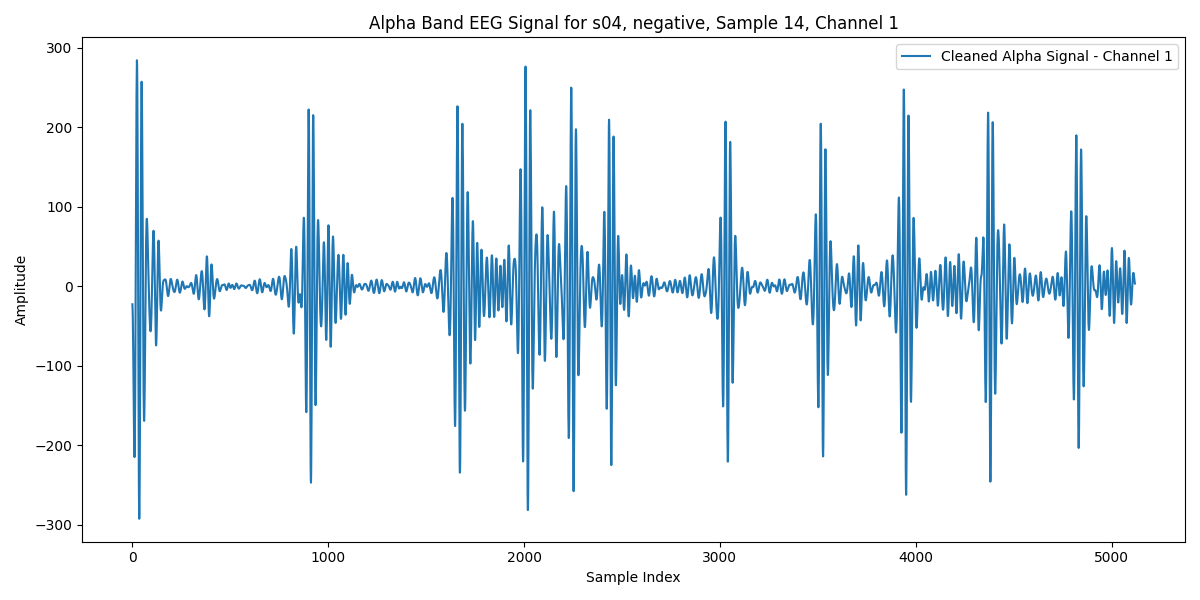 Alpha Band EEG Signal for s04, negative, Sample 14, Channel 1
Cleaned Alpha Signal - Channel 1
300
200
100
0
−100
−200
−300
Amplitude
0 1000 2000 3000 4000 5000
Sample Index